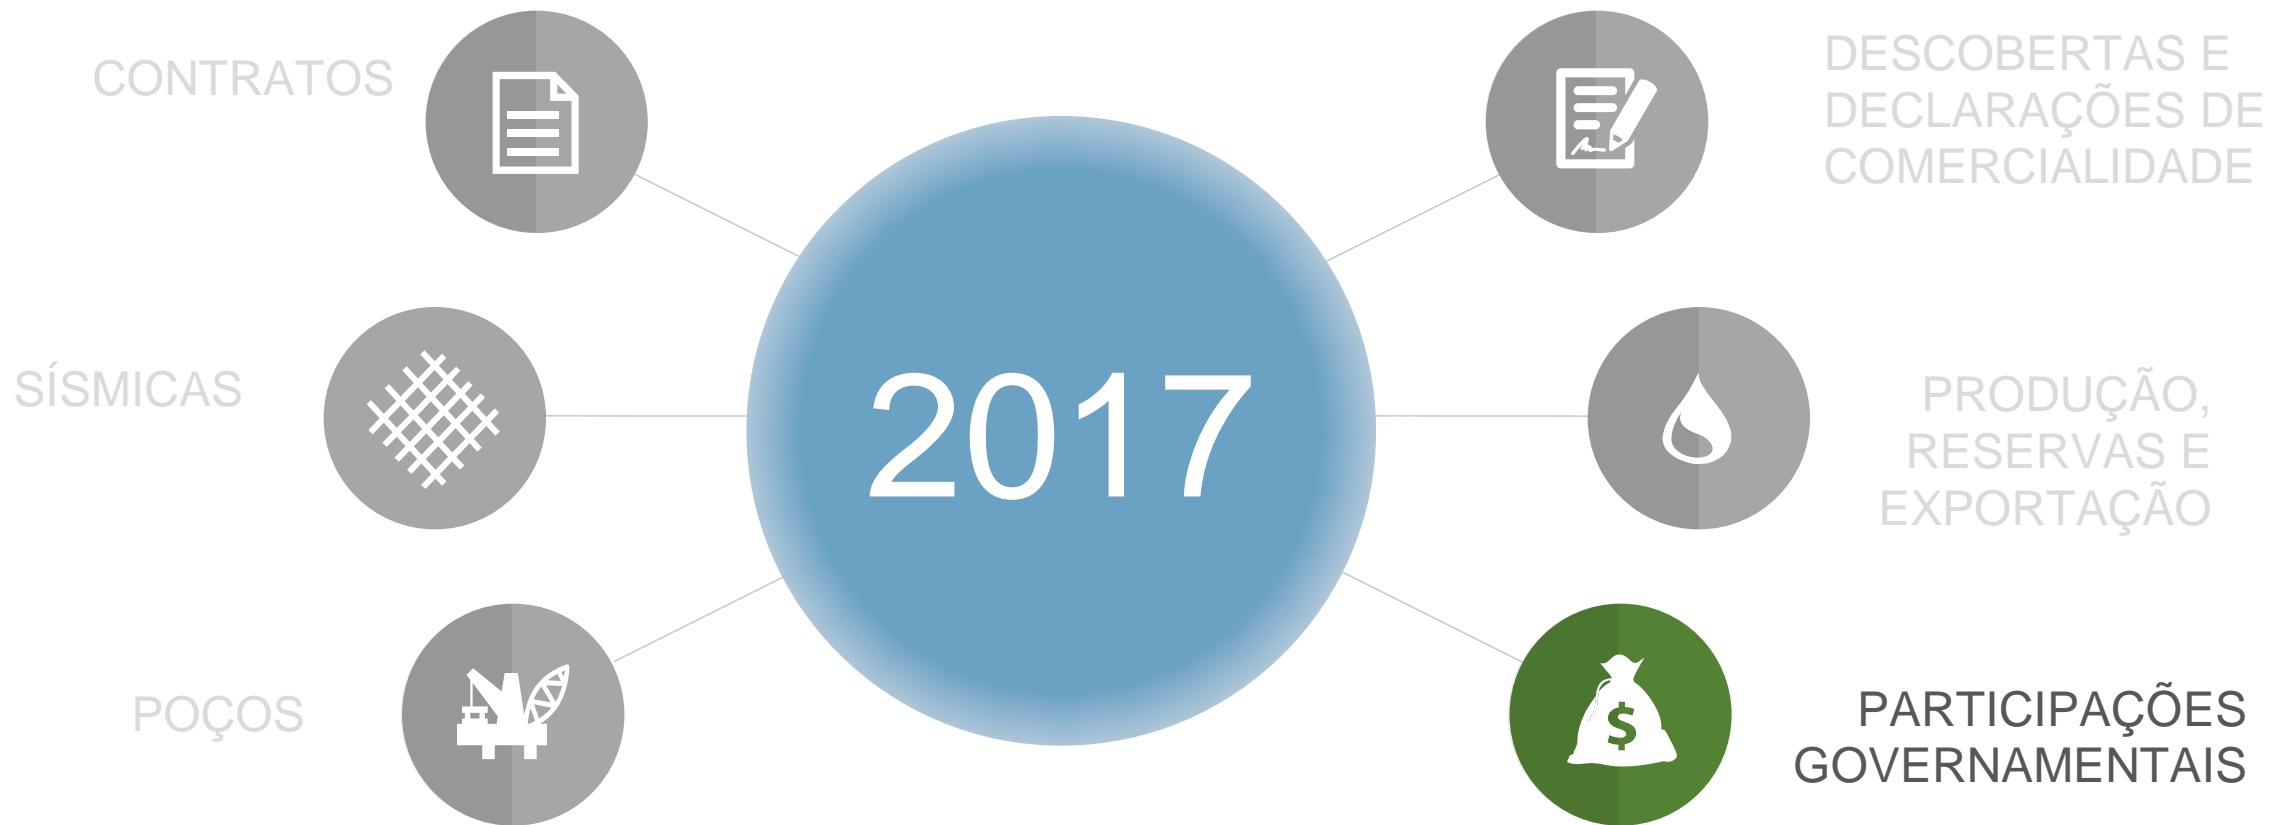 CONTRATOS
SÍSMICAS
POÇOS
2017
DESCOBERTAS E
DECLARAÇÕES DE
COMERCIALIDADE
PRODUÇÃO,
RESERVAS E
EXPORTAÇÃO
$
PARTICIPAÇÕES
GOVERNAMENTAIS